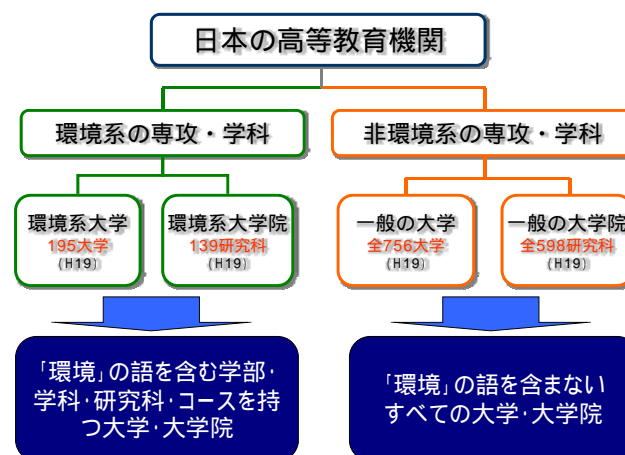 日本の高等教育機関
環境系の専攻・学科
非環境系の専攻・学科
環境系大学
195大学
(H19)
環境系大学院
139研究科
(H19)
一般の大学
全756大学
(H19)
一般の大学院
全598研究科
(H19)
「環境」の語を含む学部・
学科・研究科・コースを持
つ大学・大学院
「環境」の語を含まない
すべての大学・大学院